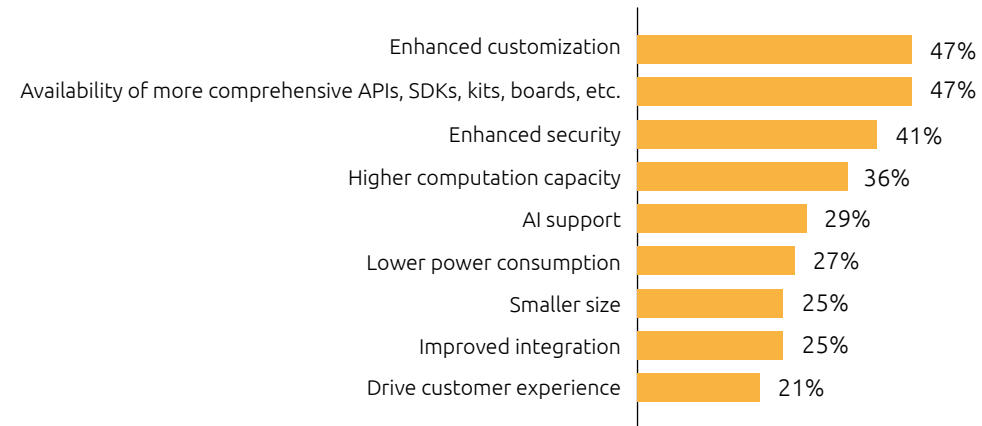 Enhanced customization 47%
Availability of more comprehensive APIs, SDKs, kits, boards, etc. 47%
Enhanced security 41%
Higher computation capacity 36%
AI support 29%
Lower power consumption 27%
Smaller size 25%
Improved integration 25%
Drive customer experience 21%